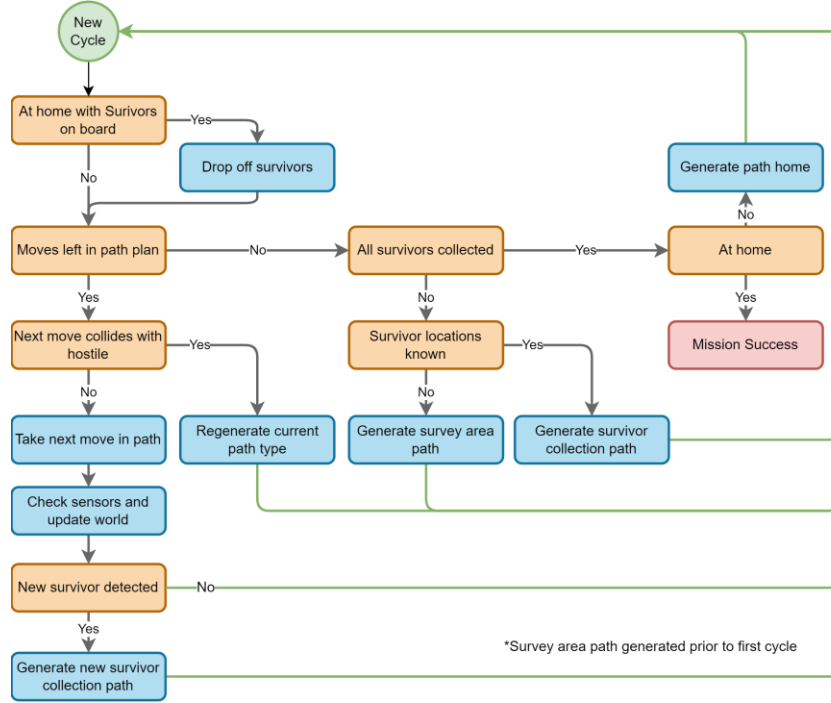 New
Cycle
At home with Surivors
on board
Yes
Drop off survivors
Generate path home
No
No
Moves left in path plan
No
All survivors collected
Yes
At home
Yes
No
Yes
Next move collides with
hostile
Yes
Survivor locations
known
Yes
Mission Success
No
No
Take next move in path
Regenerate current
path type
Generate survey area
path
Generate survivor
collection path
Check sensors and
update world
New survivor detected
No
Yes
*Survey area path generated prior to first cycle
Generate new survivor
collection path